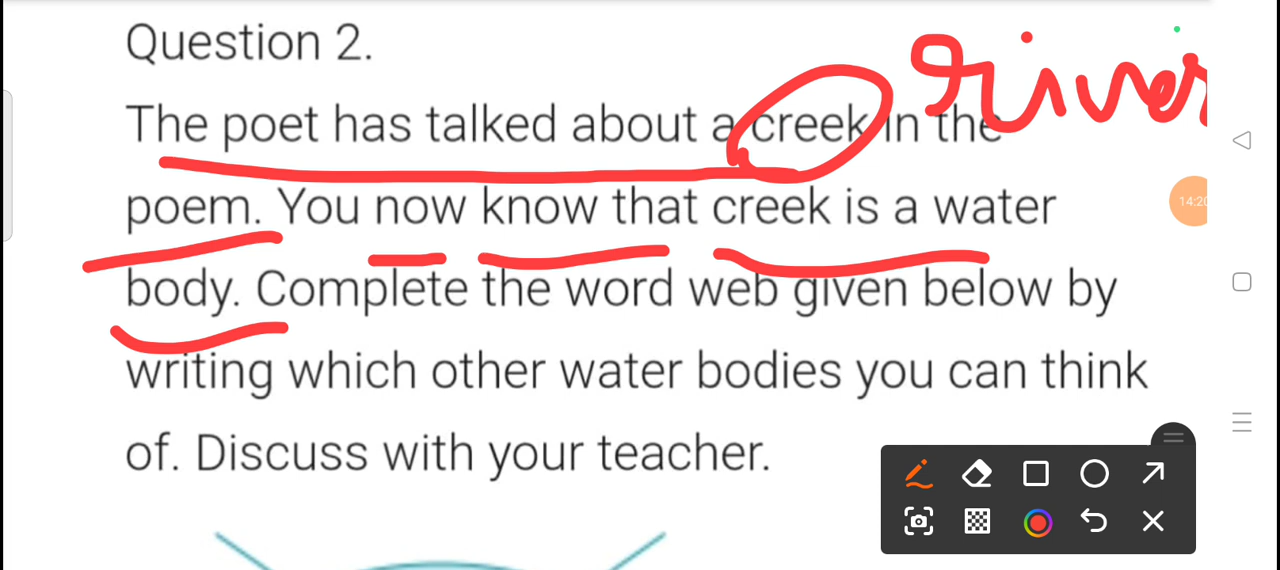 Question 2.
river
The poet has talked about a creek in the
poem. You now know that creek is a water
body. Complete the word web given below by
writing which other water bodies you can think
of. Discuss with your teacher.
14:20